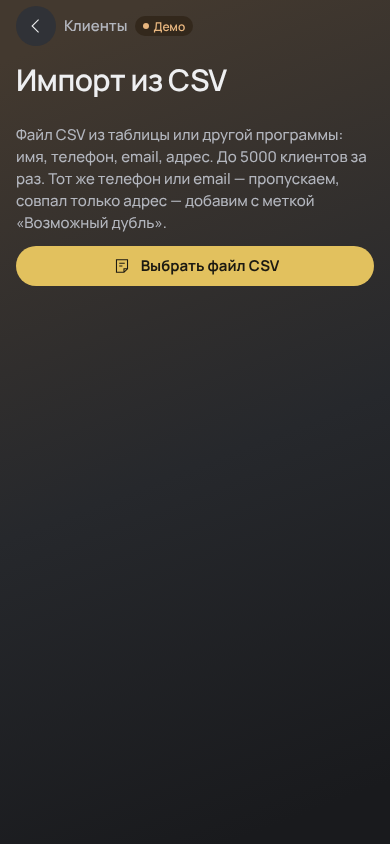 Клиенты
Демо
Импорт из CSV
Файл CSV из таблицы или другой программы:
имя, телефон, email, адрес. До 5000 клиентов за
раз. Тот же телефон или email — пропускаем,
совпал только адрес — добавим с меткой
«Возможный дубль».
Выбрать файл CSV